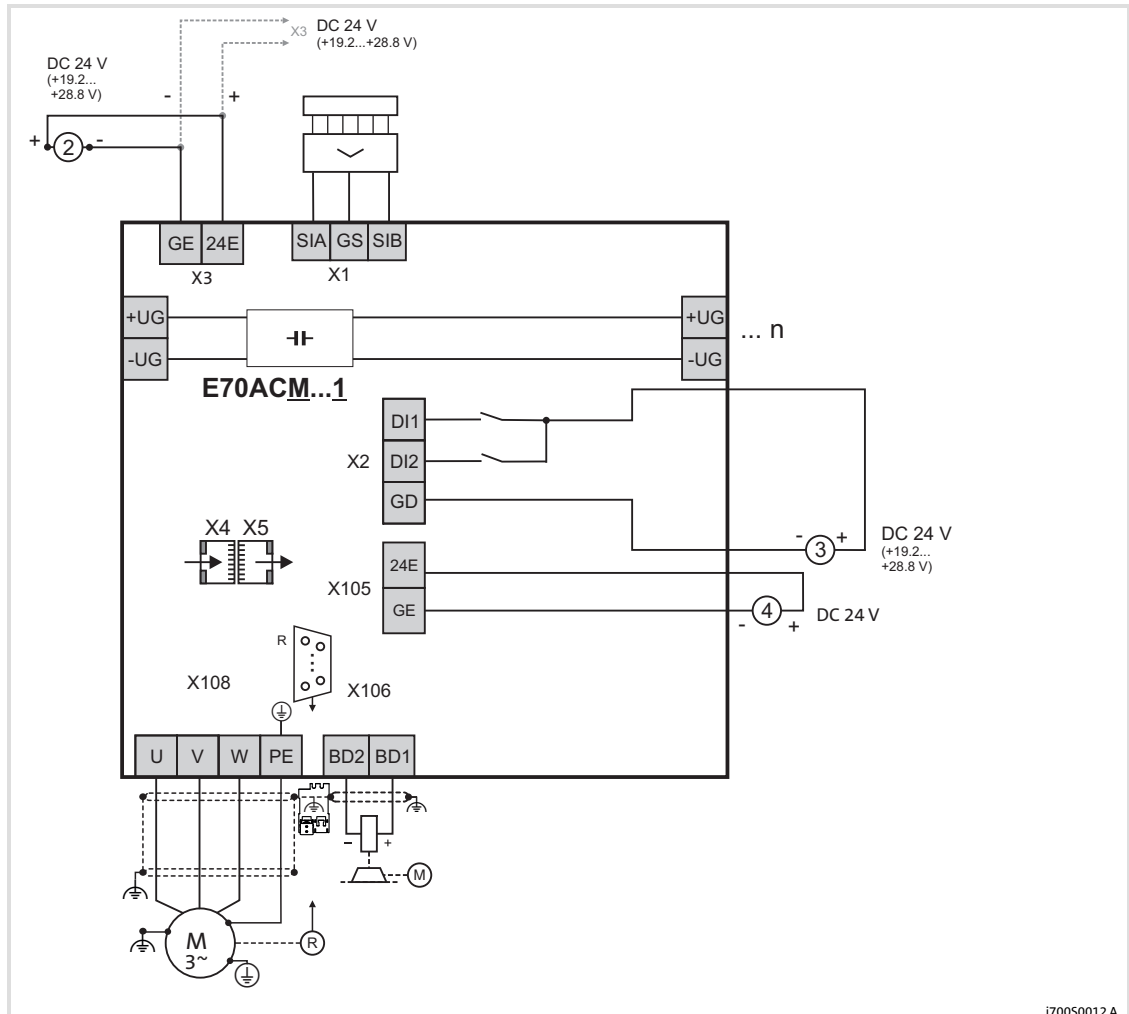 X3 DC 24 V
(+19.2...+28.8 V)
DC 24 V
(+19.2...
+28.8 V)
- +
+ 2 -
GE 24E
X3
SIA GS SIB
X1
+UG +UG
-UG -UG
... n
E70ACM...1
DI1
X2 DI2
GD
- 3 +
DC 24 V
(+19.2...
+28.8 V)
X4 X5
24E
X105
GE
- 4 +
DC 24 V
R
X108
X106
U V W PE BD2 BD1
- +
M
M
3~
R
i700S0012 A